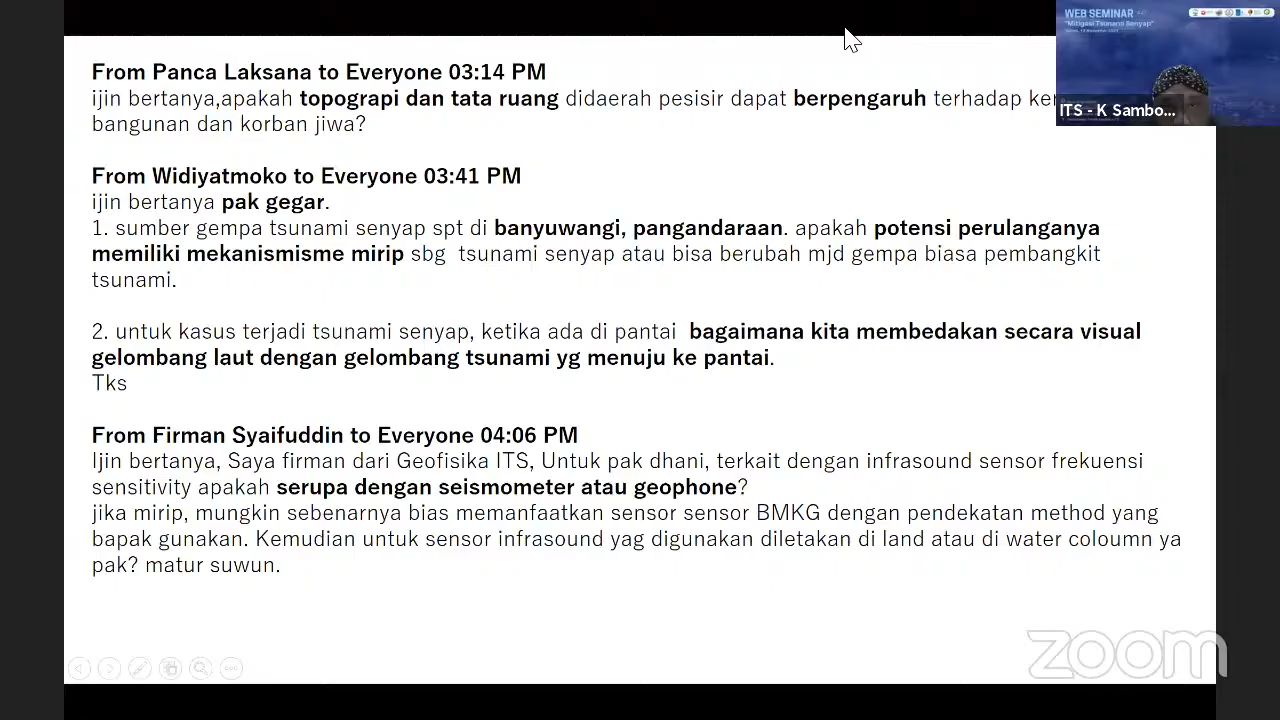 WEB SEMINAR
"Mitigasi Tsunami Senyap"
ITS - K Sambo...
From Panca Laksana to Everyone 03:14 PM
ijin bertanya,apakah topograpi dan tata ruang didaerah pesisir dapat berpengaruh terhadap
bangunan dan korban jiwa?
From Widiyatmoko to Everyone 03:41 PM
ijin bertanya pak gegar.
1. sumber gempa tsunami senyap spt di banyuwangi, pangandaraan. apakah potensi perulanganya
memiliki mekanismisme mirip sbg tsunami senyap atau bisa berubah mjd gempa biasa pembangkit
tsunami.
2. untuk kasus terjadi tsunami senyap, ketika ada di pantai bagaimana kita membedakan secara visual
gelombang laut dengan gelombang tsunami yg menuju ke pantai.
Tks
From Firman Syaifuddin to Everyone 04:06 PM
Ijin bertanya, Saya firman dari Geofisika ITS, Untuk pak dhani, terkait dengan infrasound sensor frekuensi
sensitivity apakah serupa dengan seismometer atau geophone?
jika mirip, mungkin sebenarnya bias memanfaatkan sensor sensor BMKG dengan pendekatan method yang
bapak gunakan. Kemudian untuk sensor infrasound yag digunakan diletakan di land atau di water coloumn ya
pak? matur suwun.
zoom